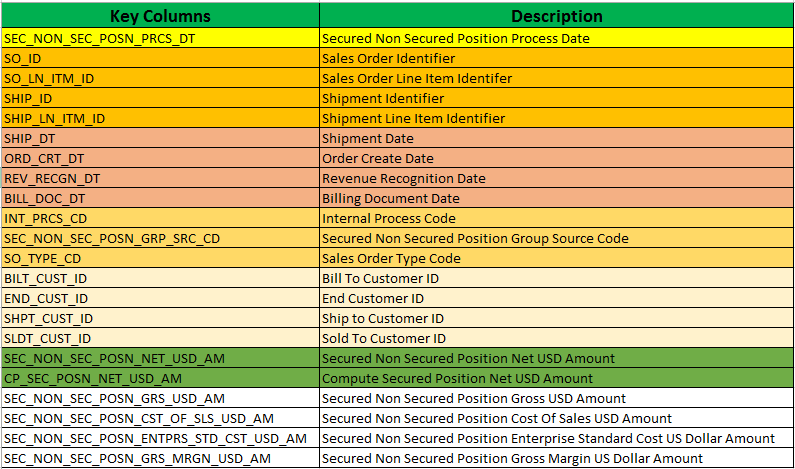 Key Columns Description
SEC_NON_SEC_POSN_PRCS_DT Secured Non Secured Position Process Date
SO_ID Sales Order Identifier
SO_LN_ITM_ID Sales Order Line Item Identifer
SHIP_ID Shipment Identifier
SHIP_LN_ITM_ID Shipment Line Item Identifier
SHIP_DT Shipment Date
ORD_CRT_DT Order Create Date
REV_RECGN_DT Revenue Recognition Date
BILL_DOC_DT Billing Document Date
INT_PRCS_CD Internal Process Code
SEC_NON_SEC_POSN_GRP_SRC_CD Secured Non Secured Position Group Source Code
SO_TYPE_CD Sales Order Type Code
BILT_CUST_ID Bill To Customer ID
END_CUST_ID End Customer ID
SHPT_CUST_ID Ship to Customer ID
SLDT_CUST_ID Sold To Customer ID
SEC_NON_SEC_POSN_NET_USD_AM Secured Non Secured Position Net USD Amount
CP_SEC_POSN_NET_USD_AM Compute Secured Position Net USD Amount
SEC_NON_SEC_POSN_GRS_USD_AM Secured Non Secured Position Gross USD Amount
SEC_NON_SEC_POSN_CST_OF_SLS_USD_AM Secured Non Secured Position Cost Of Sales USD Amount
SEC_NON_SEC_POSN_ENTPRS_STD_CST_USD_AM Secured Non Secured Position Enterprise Standard Cost US Dollar Amount
SEC_NON_SEC_POSN_GRS_MRGN_USD_AM Secured Non Secured Position Gross Margin US Dollar Amount